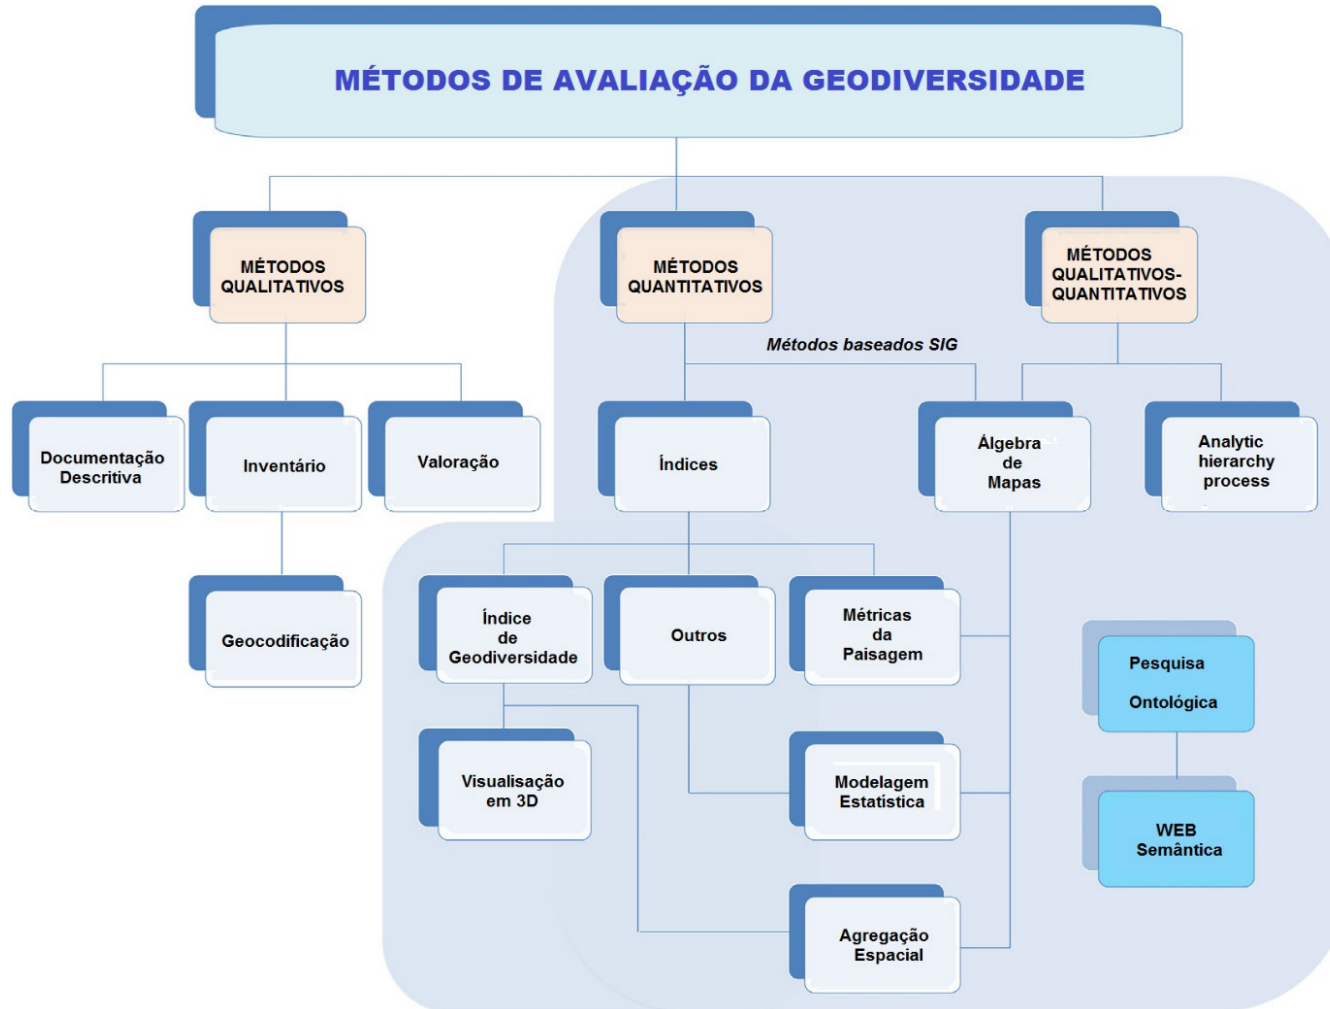 MÉTODOS DE AVALIAÇÃO DA GEODIVERSIDADE
MÉTODOS
QUALITATIVOS
MÉTODOS
QUANTITATIVOS
MÉTODOS
QUALITATIVOS-
QUANTITATIVOS
Métodos baseados SIG
Documentação
Descritiva
Inventário
Valoração
Índices
Álgebra
de
Mapas
Analytic
hierarchy
process
Geocodificação
Índice
de
Geodiversidade
Outros
Métricas
da
Paisagem
Pesquisa
Ontológica
Visualisação
em 3D
Modelagem
Estatística
WEB
Semântica
Agregação
Espacial